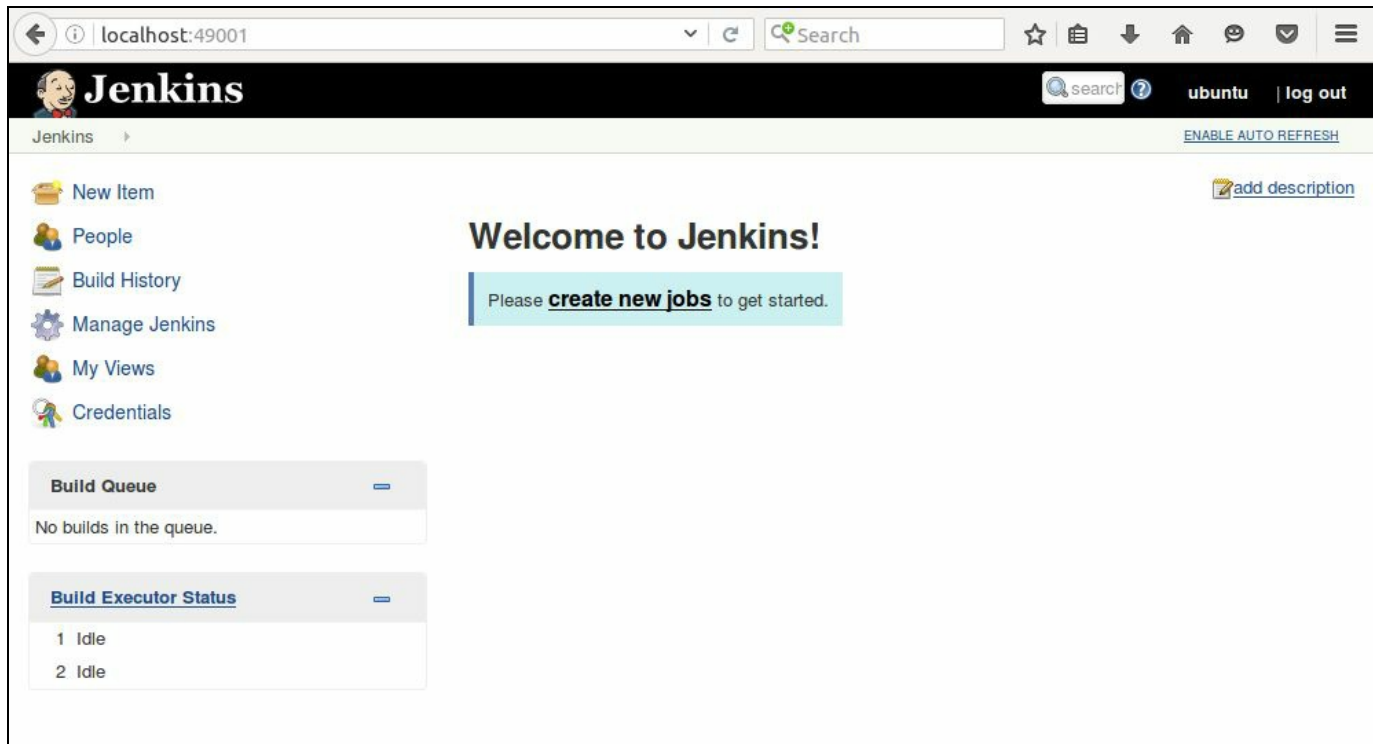 localhost:49001 Search
Jenkins search ubuntu | log out
Jenkins ENABLE AUTO REFRESH
add description
New Item
People
Build History
Manage Jenkins
My Views
Credentials
Welcome to Jenkins!
Please create new jobs to get started.
Build Queue
No builds in the queue.
Build Executor Status
1 Idle
2 Idle